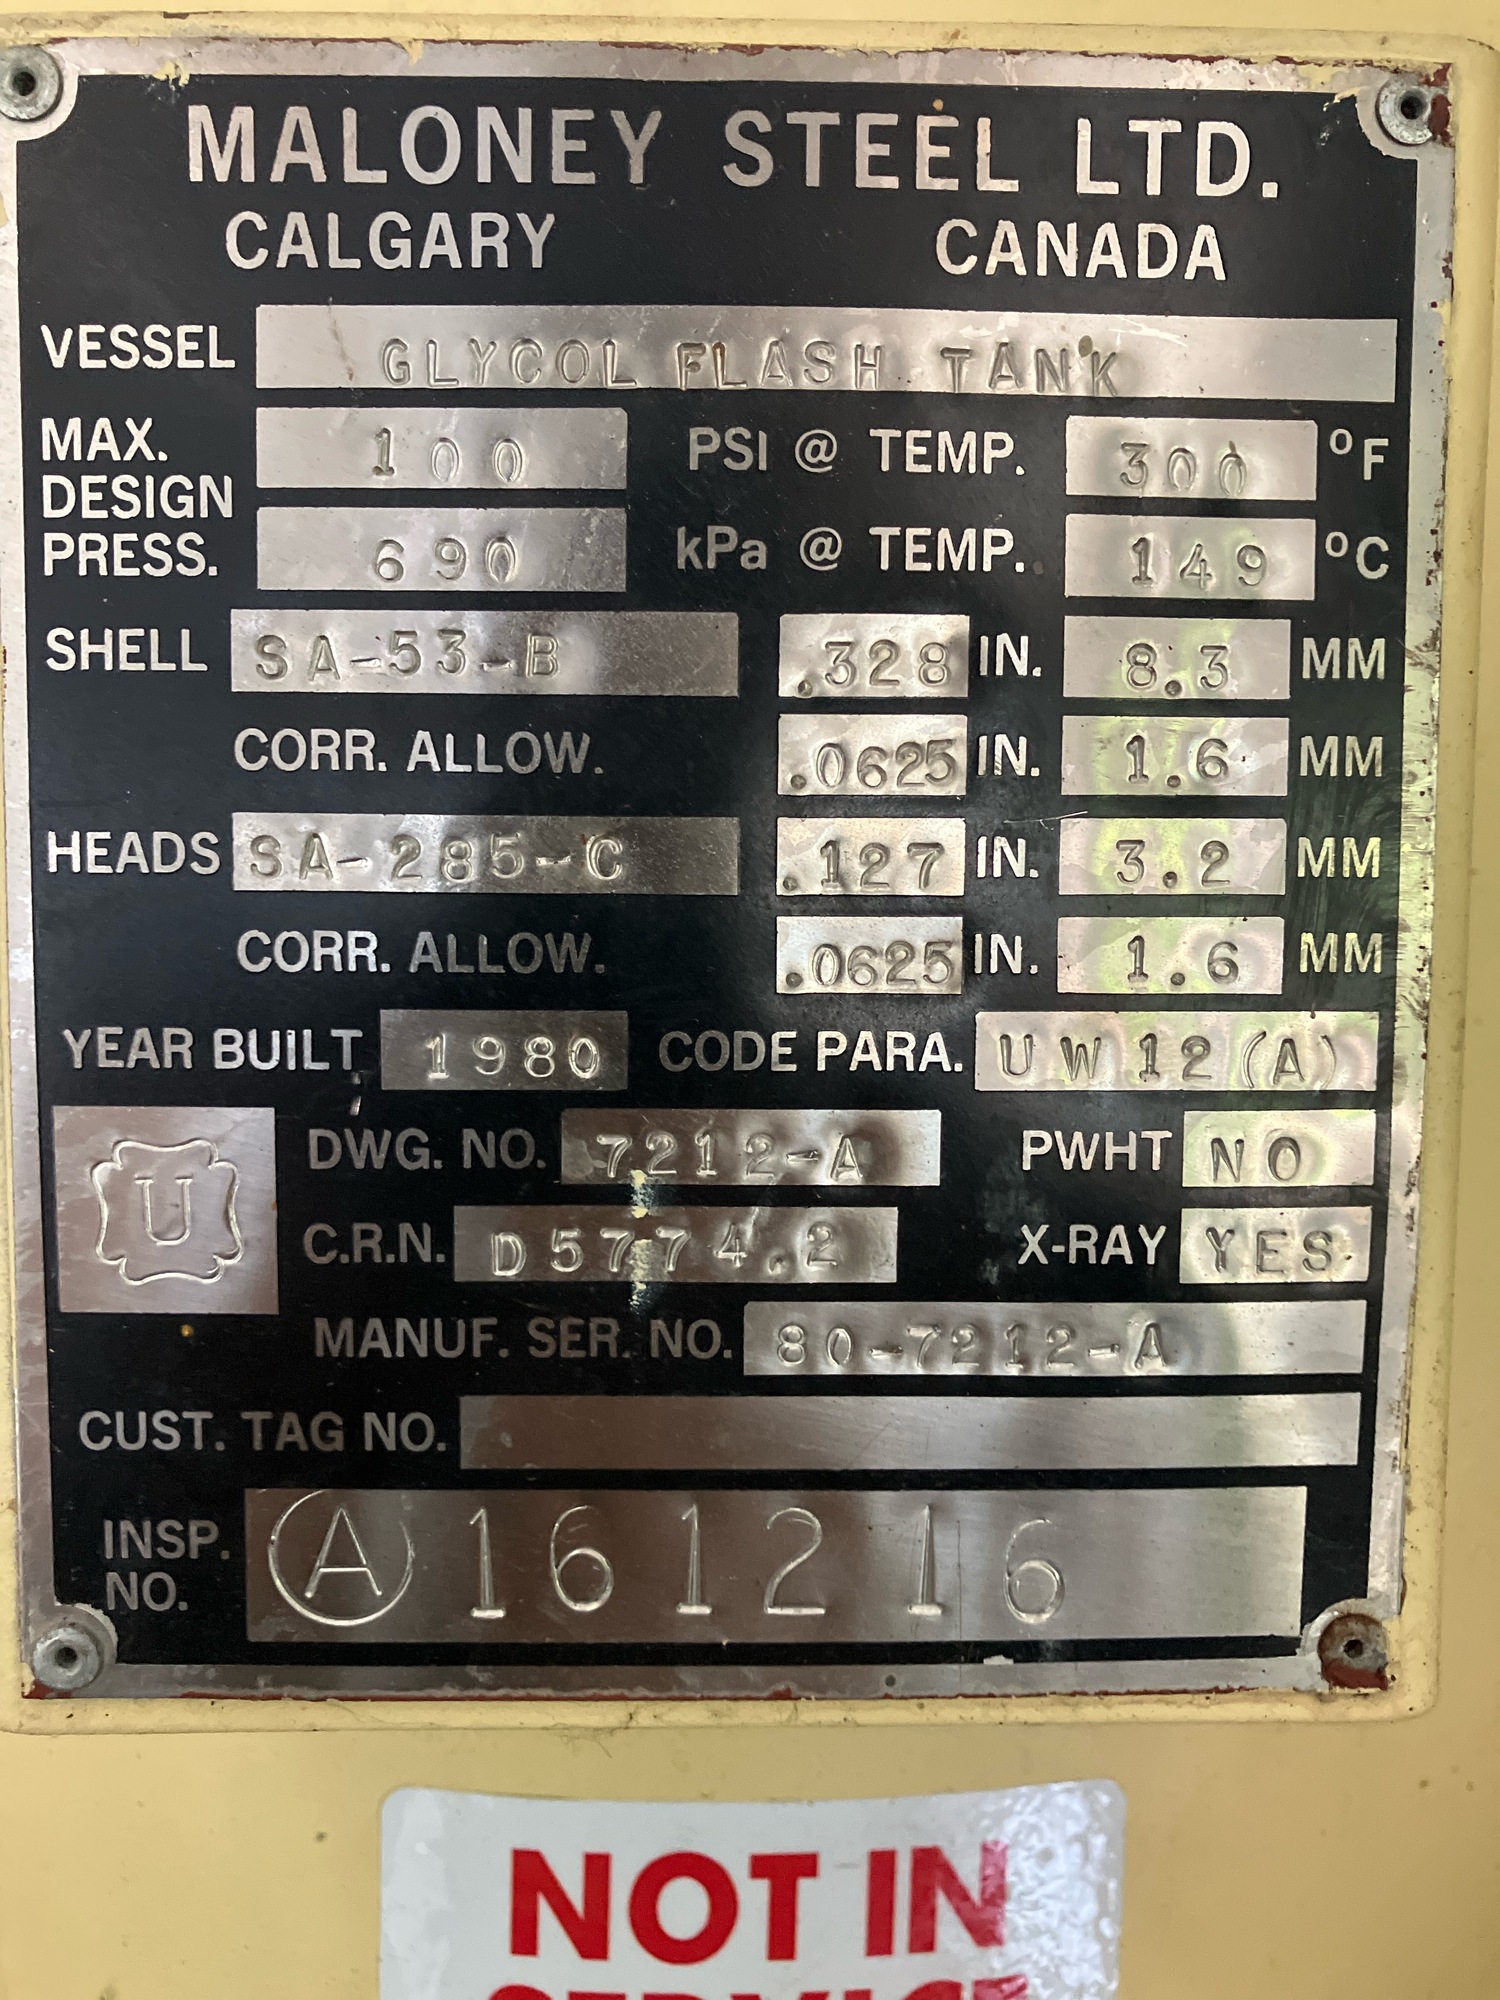 MALONEY STEEL LTD.
CALGARY CANADA
VESSEL GLYCOL FLASH TANK
MAX. DESIGN PRESS. 100 PSI @ TEMP. 300 °F
690 kPa @ TEMP. 149 °C
SHELL SA-53-B .328 IN. 8.3 MM
CORR. ALLOW. .0625 IN. 1.6 MM
HEADS SA-285-C .127 IN. 3.2 MM
CORR. ALLOW. .0625 IN. 1.6 MM
YEAR BUILT 1980 CODE PARA. UW12(A)
U
DWG. NO. 7212-A PWHT NO
C.R.N. D5774.2 X-RAY YES
MANUF. SER. NO. 80-7212-A
CUST. TAG NO.
INSP. NO. A 161216
NOT IN
SERVICE